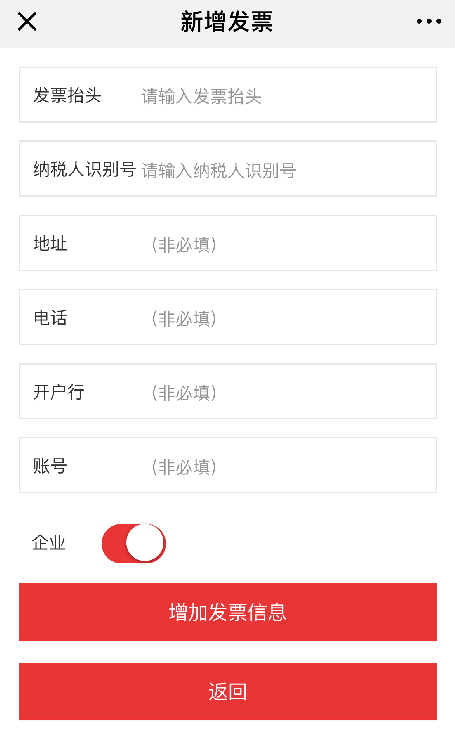 新增发票
发票抬头 请输入发票抬头
纳税人识别号 请输入纳税人识别号
地址 （非必填）
电话 （非必填）
开户行 （非必填）
账号 （非必填）
企业
增加发票信息
返回